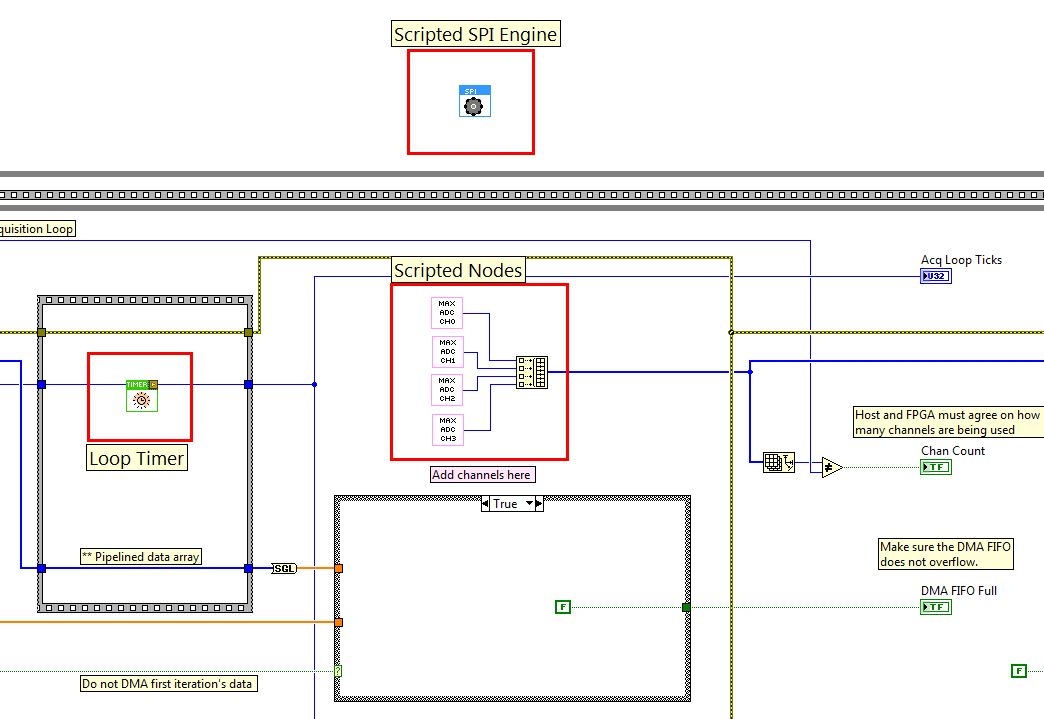 Scripted SPI Engine
SPI
quisition Loop
Scripted Nodes
Acq Loop Ticks
U32
MAX
ADC
CH0
MAX
ADC
CH1
MAX
ADC
CH2
MAX
ADC
CH3
TIMER
Loop Timer
Add channels here
Host and FPGA must agree on how
many channels are being used
Chan Count
TF
True
** Pipelined data array
SGL
Make sure the DMA FIFO
does not overflow.
DMA FIFO Full
F
TF
?
F
Do not DMA first iteration's data